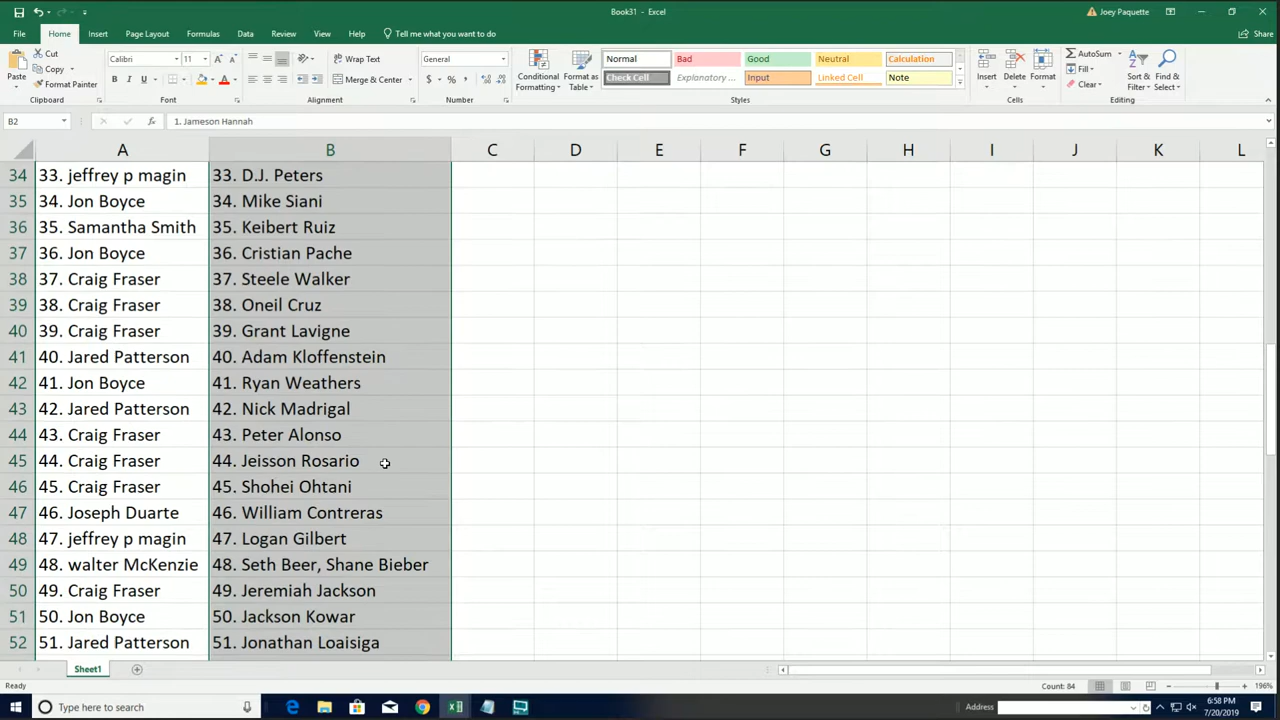 Book31 - Excel
Joey Paquette
File Home Insert Page Layout Formulas Data Review View Help Tell me what you want to do Share
Paste Cut Copy Format Painter Clipboard
Calibri 11 Font
Wrap Text Merge & Center Alignment
General Number
Conditional Formatting Format as Table
Normal Bad Good Neutral Calculation
Check Cell Explanatory ... Input Linked Cell Note
Styles
Insert Delete Format Cells
AutoSum Fill Clear Sort & Filter Find & Select Editing
B2 fx 1. Jameson Hannah
A B C D E F G H I J K L
34 33. jeffrey p magin 33. D.J. Peters
35 34. Jon Boyce 34. Mike Siani
36 35. Samantha Smith 35. Keibert Ruiz
37 36. Jon Boyce 36. Cristian Pache
38 37. Craig Fraser 37. Steele Walker
39 38. Craig Fraser 38. Oneil Cruz
40 39. Craig Fraser 39. Grant Lavigne
41 40. Jared Patterson 40. Adam Kloffenstein
42 41. Jon Boyce 41. Ryan Weathers
43 42. Jared Patterson 42. Nick Madrigal
44 43. Craig Fraser 43. Peter Alonso
45 44. Craig Fraser 44. Jeisson Rosario
46 45. Craig Fraser 45. Shohei Ohtani
47 46. Joseph Duarte 46. William Contreras
48 47. jeffrey p magin 47. Logan Gilbert
49 48. walter McKenzie 48. Seth Beer, Shane Bieber
50 49. Craig Fraser 49. Jeremiah Jackson
51 50. Jon Boyce 50. Jackson Kowar
52 51. Jared Patterson 51. Jonathan Loaisiga
Sheet1
Ready Count: 84 196%
Type here to search Address 6:58 PM
7/20/2019